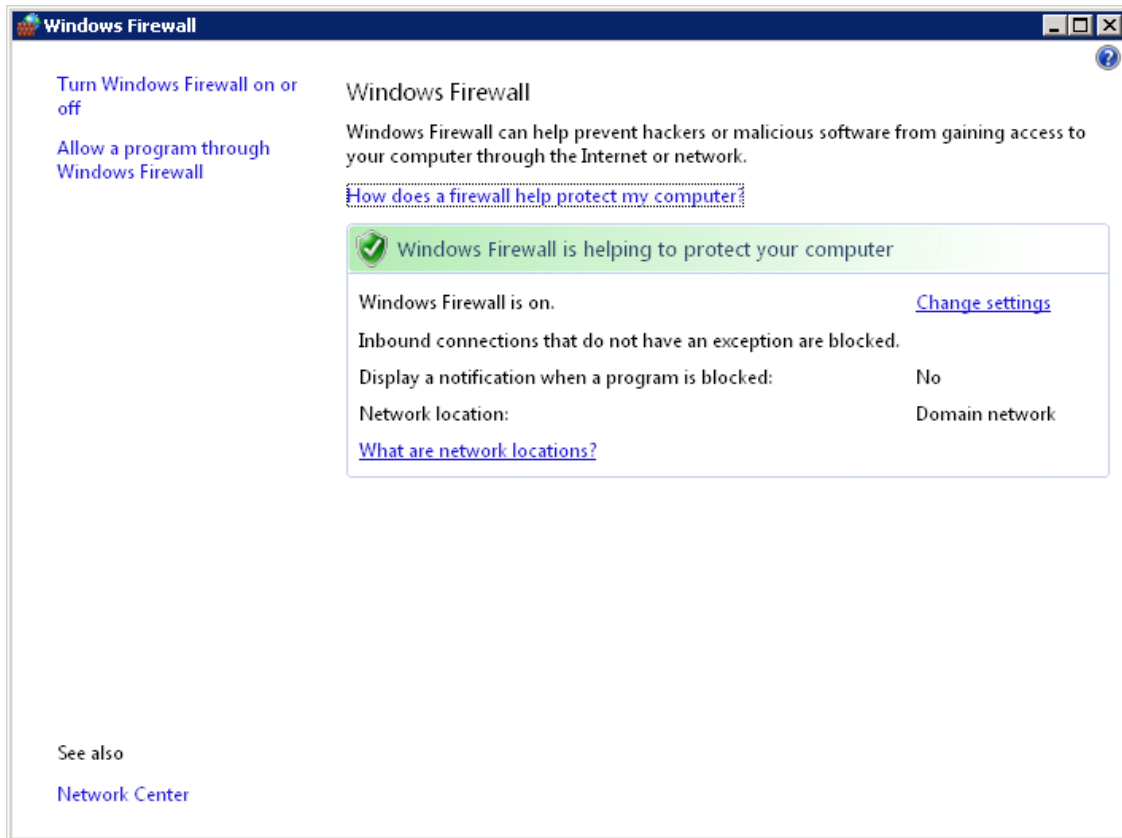 Windows Firewall
Turn Windows Firewall on or
off
Allow a program through
Windows Firewall
Windows Firewall
Windows Firewall can help prevent hackers or malicious software from gaining access to
your computer through the Internet or network.
How does a firewall help protect my computer?
Windows Firewall is helping to protect your computer
Windows Firewall is on. Change settings
Inbound connections that do not have an exception are blocked.
Display a notification when a program is blocked: No
Network location: Domain network
What are network locations?
See also
Network Center